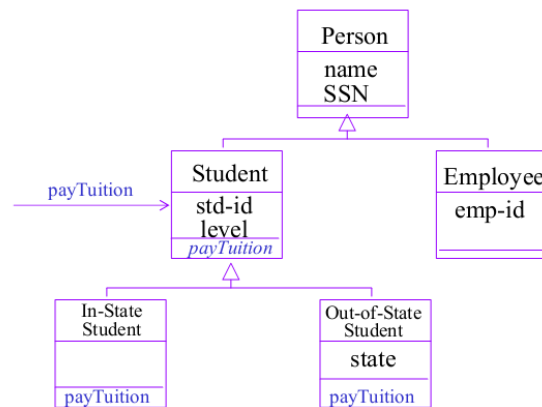 Person
name
SSN
Student
std-id
level
payTuition
Employee
emp-id
payTuition
In-State
Student
payTuition
Out-of-State
Student
state
payTuition